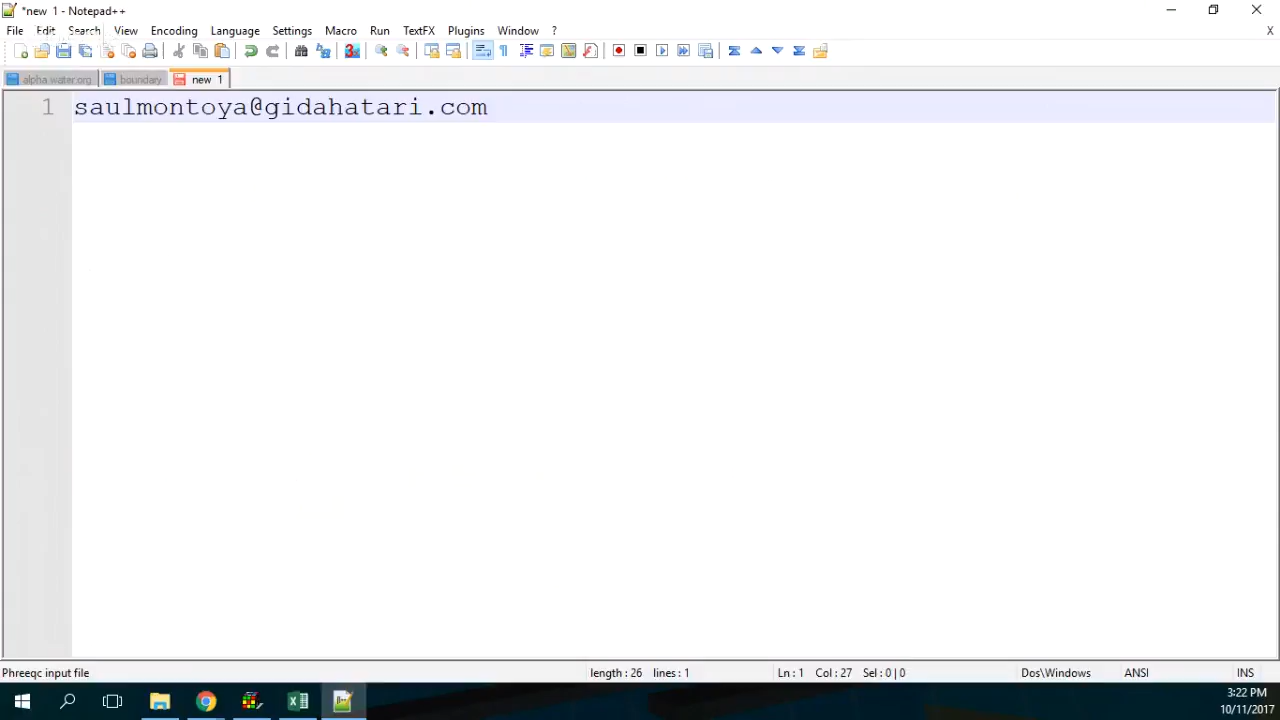 *new 1 - Notepad++
File Edit Search View Encoding Language Settings Macro Run TextFX Plugins Window ? X
alpha.water.org boundary new 1
1 saulmontoya@gidahatari.com
Phreeqc input file length : 26 lines : 1 Ln : 1 Col : 27 Sel : 0 | 0 Dos\Windows ANSI INS
3:22 PM
10/11/2017